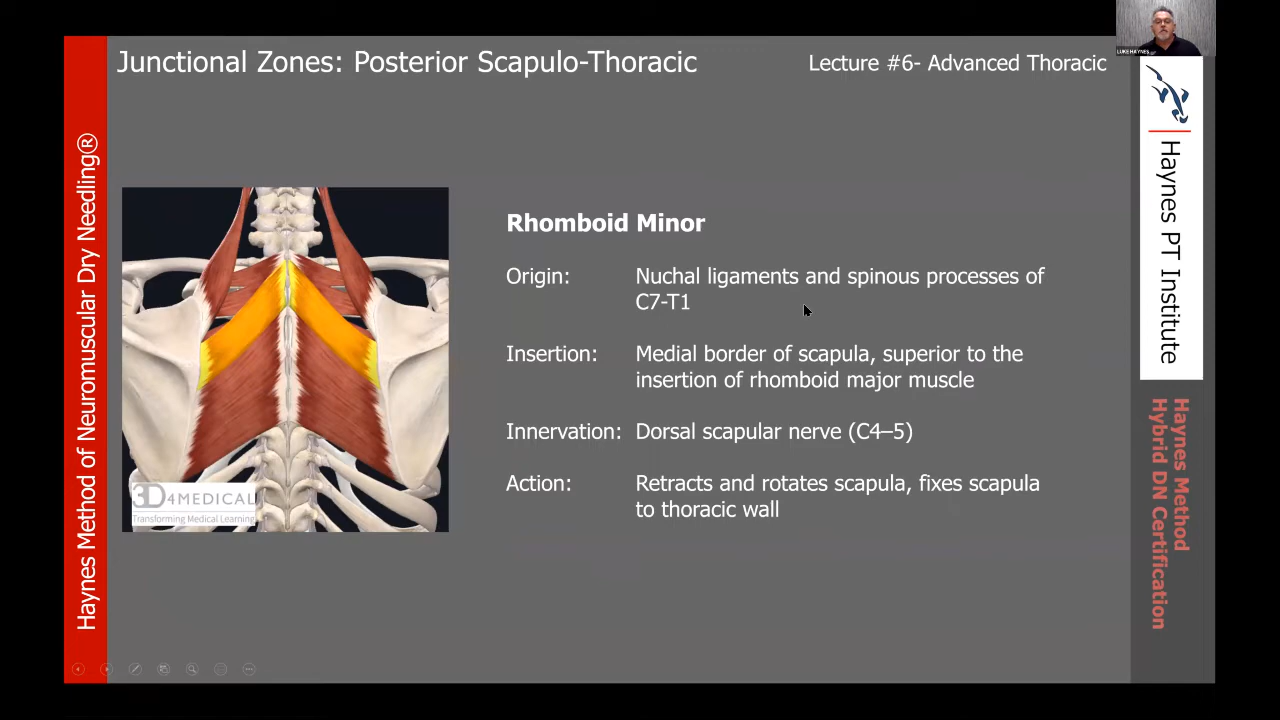 LUKE HAYNES
Junctional Zones: Posterior Scapulo-Thoracic
Lecture #6- Advanced Thoracic
Haynes Method of Neuromuscular Dry Needling®
Rhomboid Minor
Origin: Nuchal ligaments and spinous processes of
C7-T1
Insertion: Medial border of scapula, superior to the
insertion of rhomboid major muscle
Innervation: Dorsal scapular nerve (C4–5)
Action: Retracts and rotates scapula, fixes scapula
to thoracic wall
3D4MEDICAL
Transforming Medical Learning
Haynes PT Institute
Haynes Method
Hybrid DN Certification